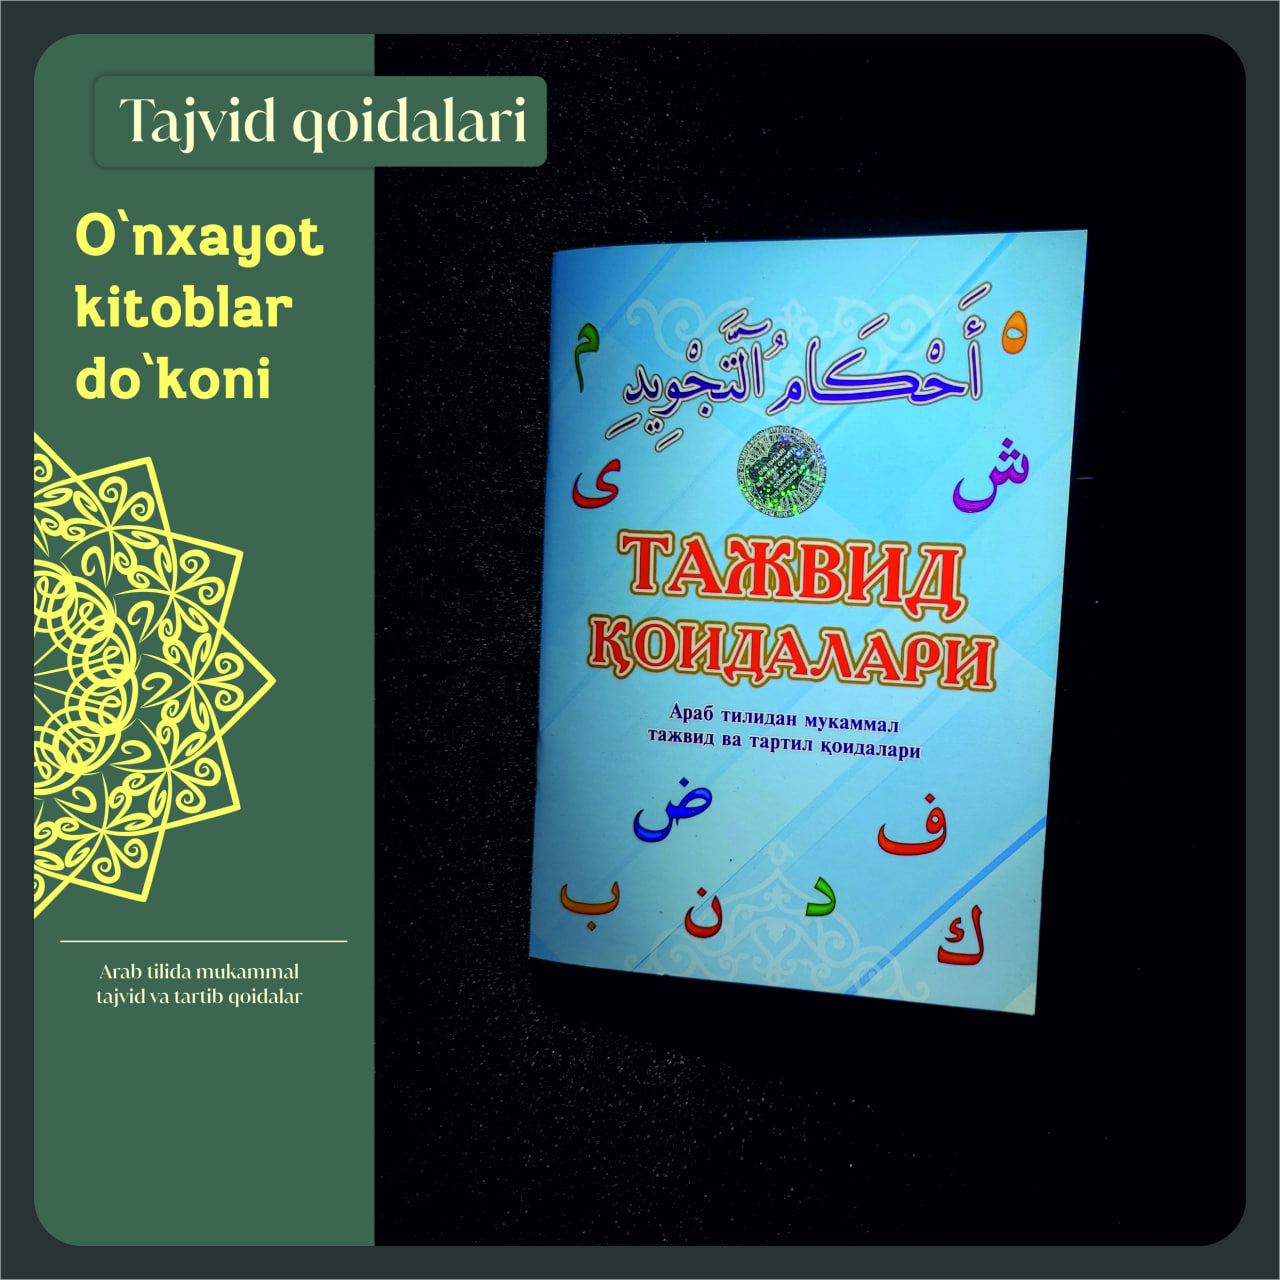 Tajvid qoidalari
O`nxayot
kitoblar
do`koni
Arab tilida mukammal
tajvid va tartib qoidalar
أَحْكَامُ التَّجْوِيدِ
م
ه
ى
ش
ТАЖВИД
ҚОИДАЛАРИ
Араб тилидан мукаммал
тажвид ва тартил қоидалари
ض
ف
ب
ن
د
ك